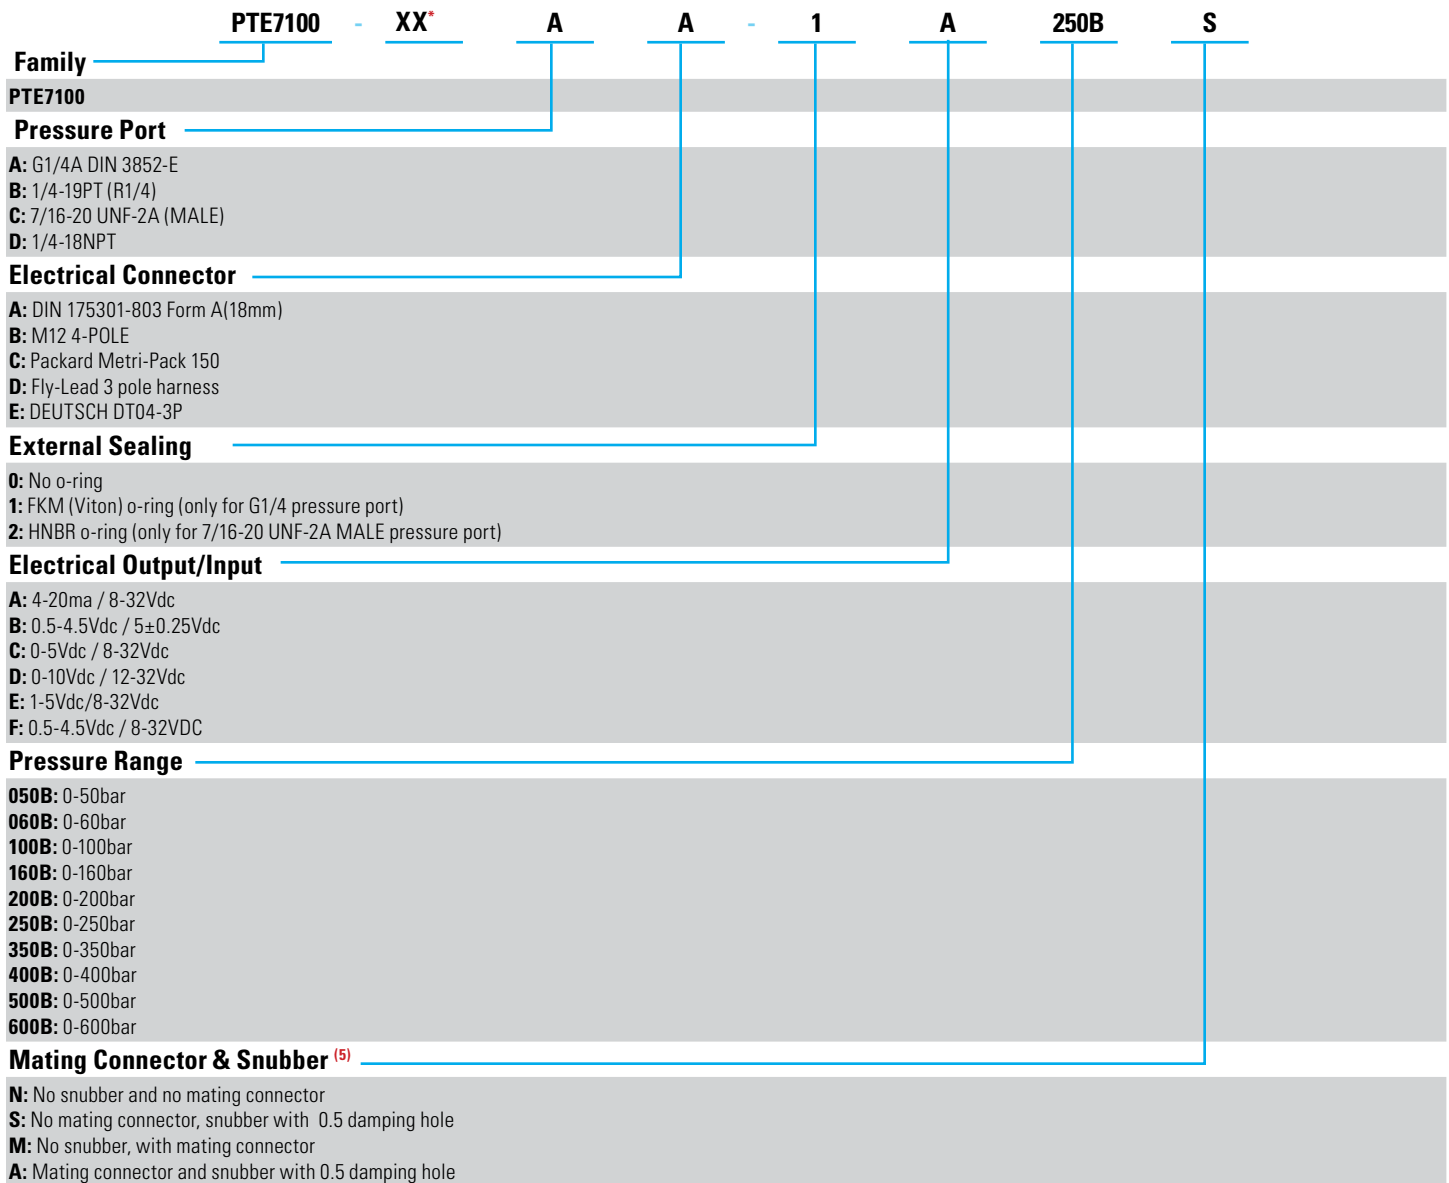 PTE7100 - XX* A A - 1 A 250B S
Family
PTE7100
Pressure Port
A: G1/4A DIN 3852-E
B: 1/4-19PT (R1/4)
C: 7/16-20 UNF-2A (MALE)
D: 1/4-18NPT
Electrical Connector
A: DIN 175301-803 Form A(18mm)
B: M12 4-POLE
C: Packard Metri-Pack 150
D: Fly-Lead 3 pole harness
E: DEUTSCH DT04-3P
External Sealing
0: No o-ring
1: FKM (Viton) o-ring (only for G1/4 pressure port)
2: HNBR o-ring (only for 7/16-20 UNF-2A MALE pressure port)
Electrical Output/Input
A: 4-20ma / 8-32Vdc
B: 0.5-4.5Vdc / 5±0.25Vdc
C: 0-5Vdc / 8-32Vdc
D: 0-10Vdc / 12-32Vdc
E: 1-5Vdc/8-32Vdc
F: 0.5-4.5Vdc / 8-32VDC
Pressure Range
050B: 0-50bar
060B: 0-60bar
100B: 0-100bar
160B: 0-160bar
200B: 0-200bar
250B: 0-250bar
350B: 0-350bar
400B: 0-400bar
500B: 0-500bar
600B: 0-600bar
Mating Connector & Snubber (5)
N: No snubber and no mating connector
S: No mating connector, snubber with 0.5 damping hole
M: No snubber, with mating connector
A: Mating connector and snubber with 0.5 damping hole